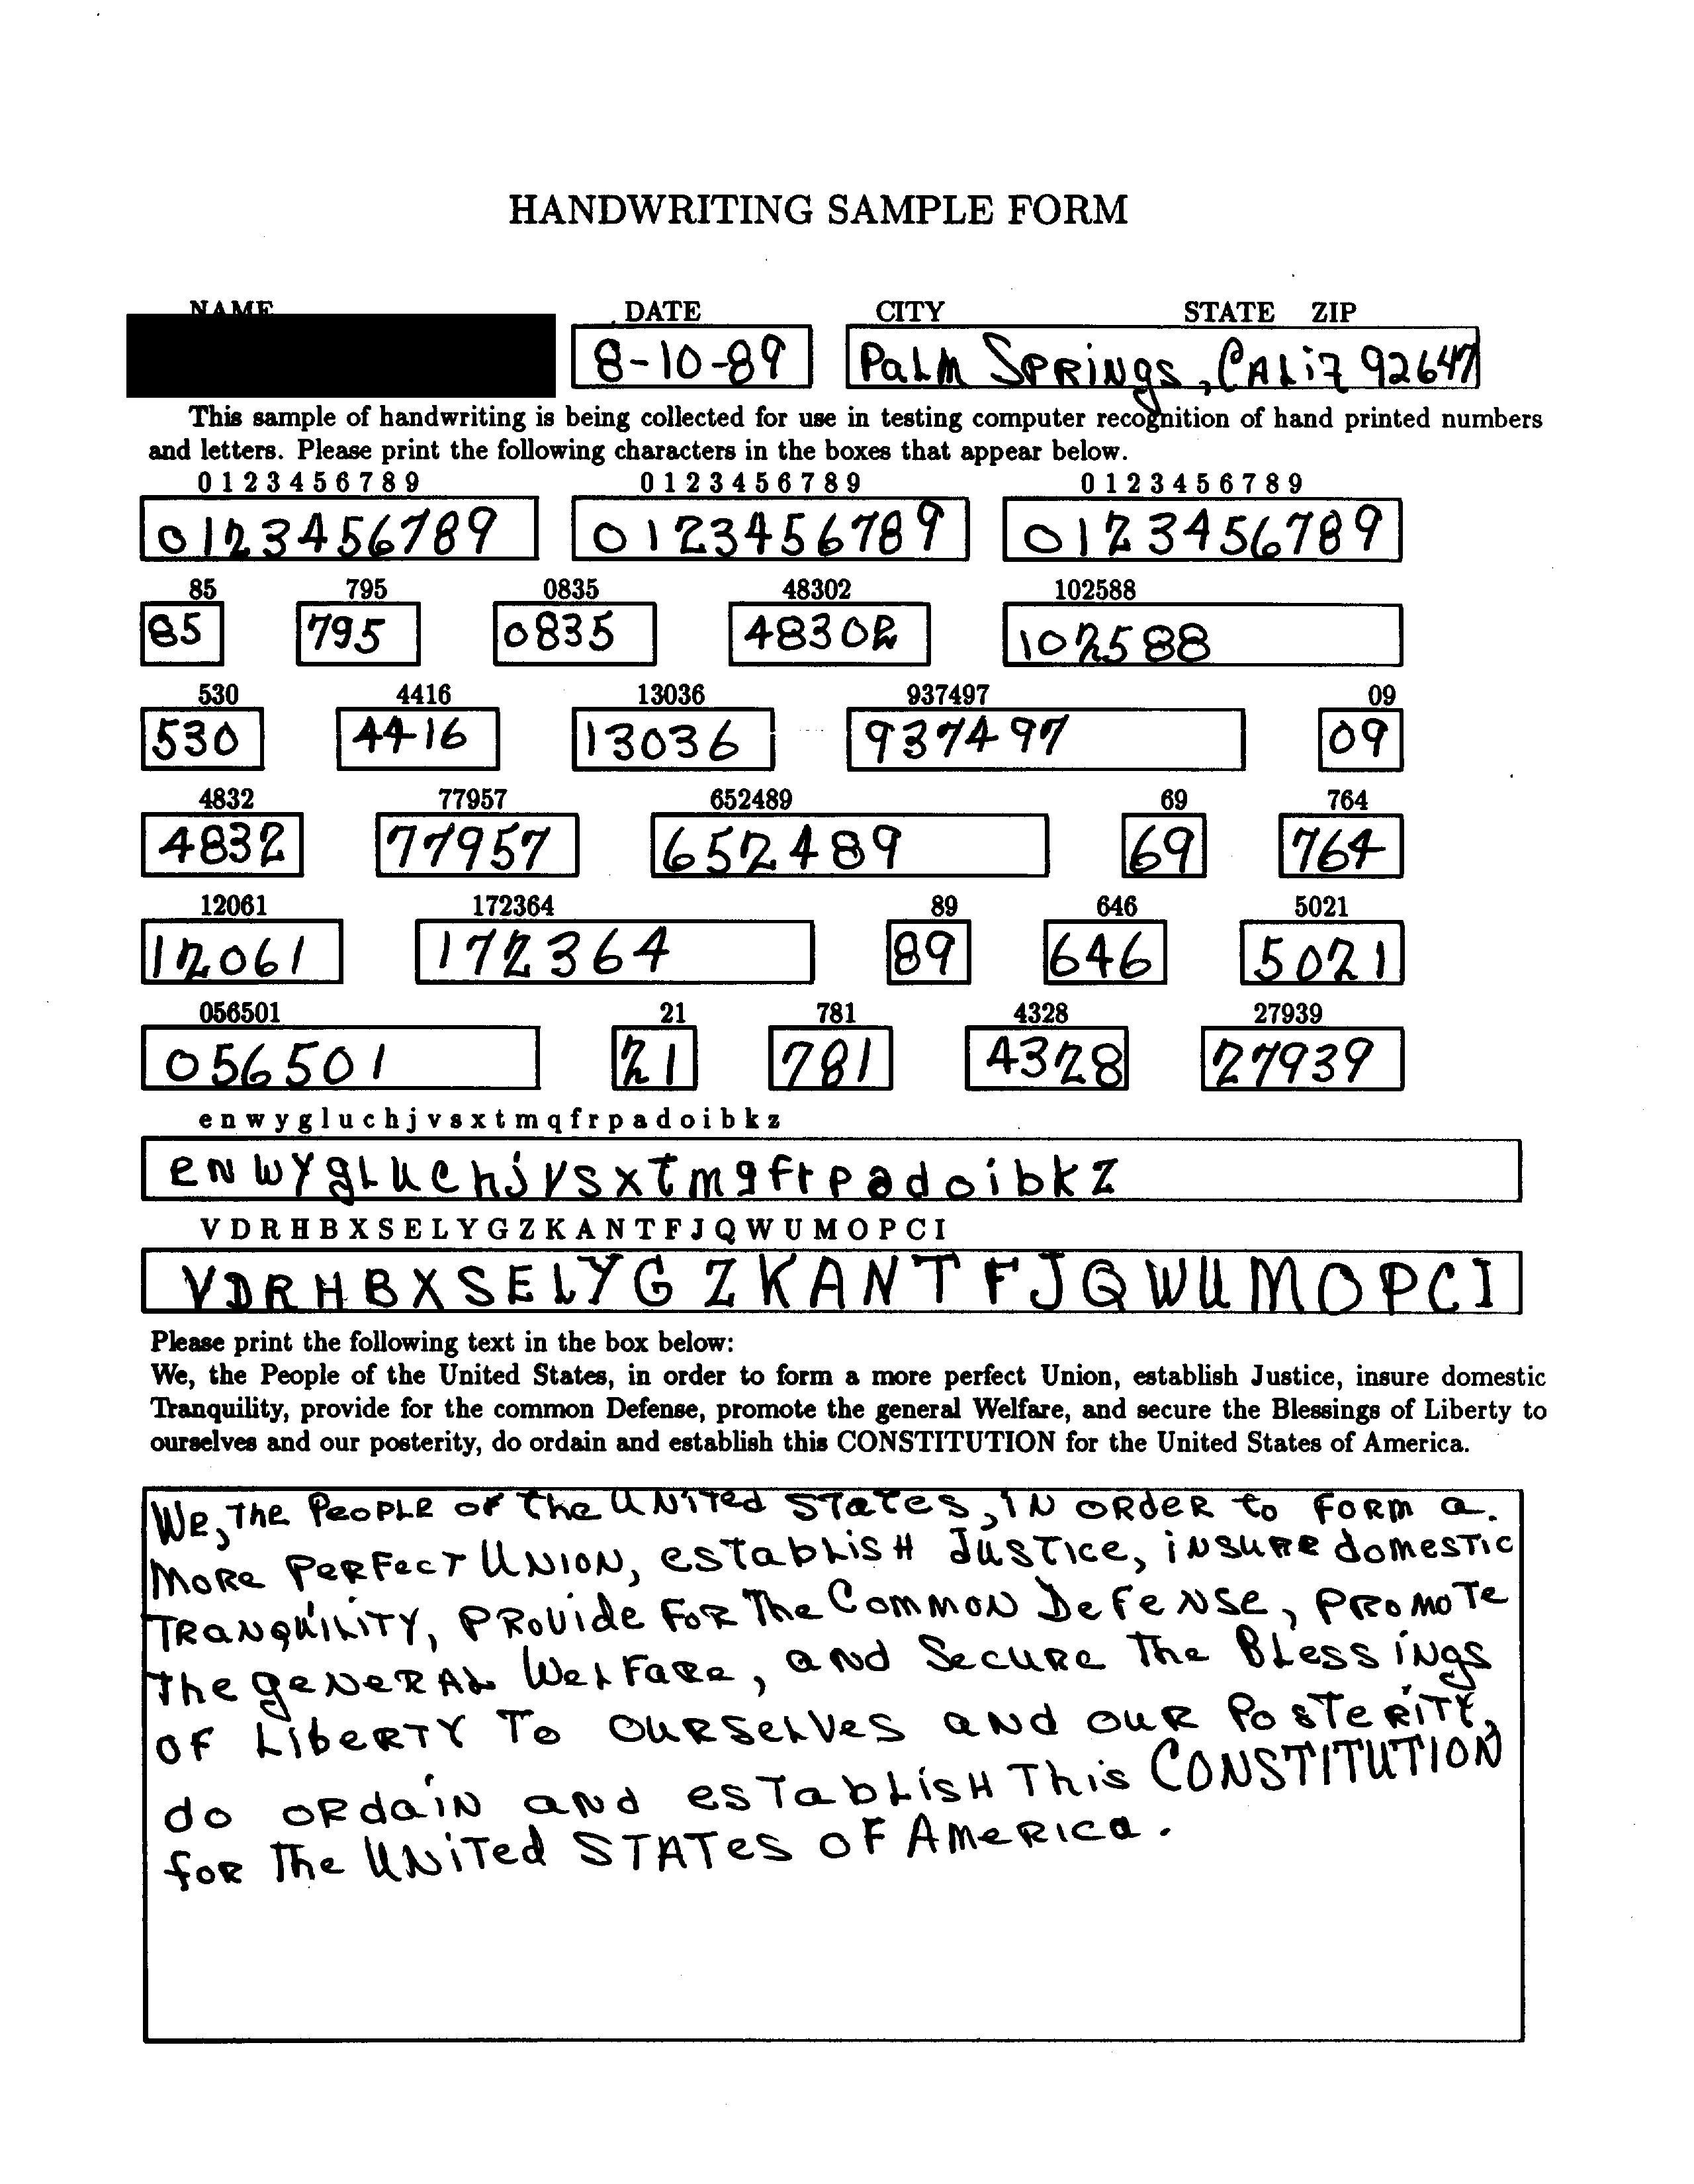 HANDWRITING SAMPLE FORM
NAME DATE CITY STATE ZIP
8-10-89 PaLM SPRiNgs, CALif 92647
This sample of handwriting is being collected for use in testing computer recognition of hand printed numbers
and letters. Please print the following characters in the boxes that appear below.
0 1 2 3 4 5 6 7 8 9 0 1 2 3 4 5 6 7 8 9 0 1 2 3 4 5 6 7 8 9
0123456789 0123456789 0123456789
85 795 0835 48302 102588
85 795 0835 48302 102588
530 4416 13036 937497 09
530 4416 13036 937497 09
4832 77957 652489 69 764
4832 77957 652489 69 764
12061 172364 89 646 5021
12061 172364 89 646 5021
056501 21 781 4328 27939
056501 21 781 4328 27939
e n w y g l u c h j v s x t m q f r p a d o i b k z
eNwYgLuchjvsxtmqfrpadoibkz
V D R H B X S E L Y G Z K A N T F J Q W U M O P C I
VDRHBXSELYGZKANTFJQWUMOPCI
Please print the following text in the box below:
We, the People of the United States, in order to form a more perfect Union, establish Justice, insure domestic
Tranquility, provide for the common Defense, promote the general Welfare, and secure the Blessings of Liberty to
ourselves and our posterity, do ordain and establish this CONSTITUTION for the United States of America.
We, The PeoPLe oF the UNiTed STaTes, iN ORdeR to FoRm a.
MoRe PeRFecT UNioN, esTabLisH JusTice, iNsuRe domesTic
TRaNquiLiTY, PRoVide FoR The CommoN DeFeNse, PRomoTe
The geNeRAL WeLFaRe, aNd SecuRe The BLessiNgs
OF LibeRTY To OuRseLves aNd ouR PosTeRiTY,
do oRdaiN aNd esTabLisH This CONSTITUTION
foR The UNiTed STATes OF AmeRica.